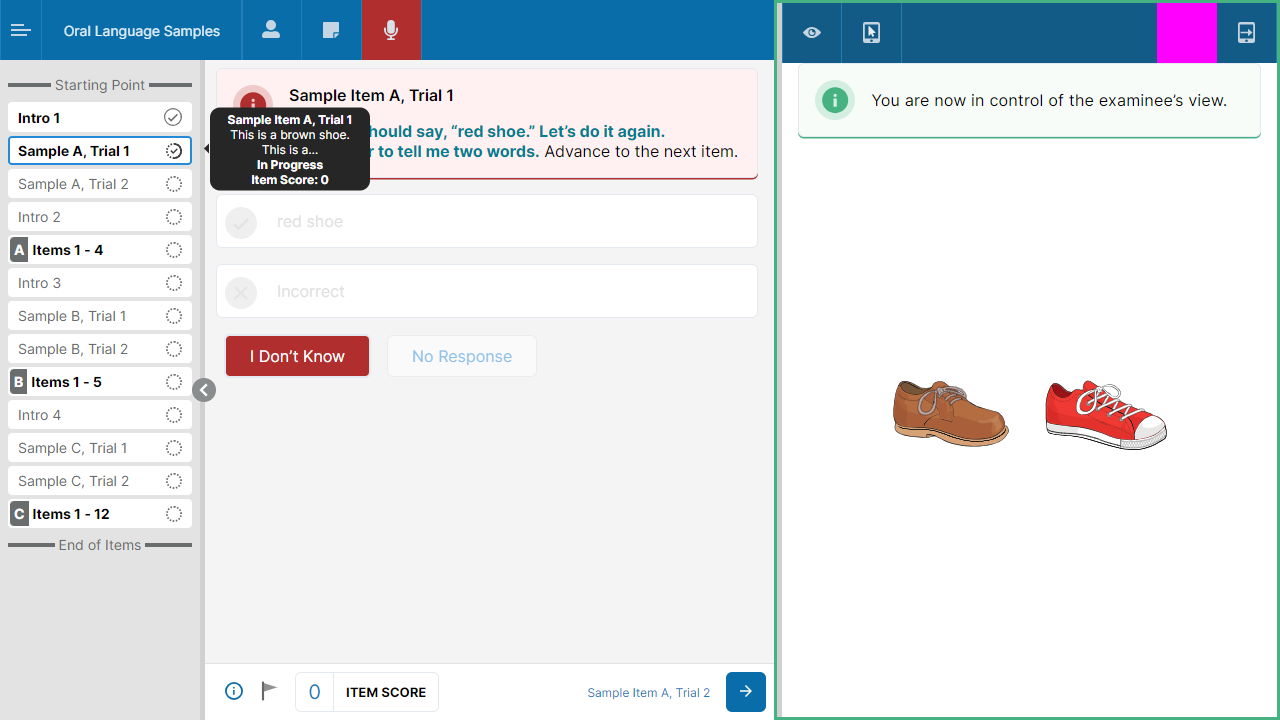 Oral Language Samples
Starting Point
Intro 1
Sample A, Trial 1
Sample A, Trial 2
Intro 2
A Items 1 - 4
Intro 3
Sample B, Trial 1
Sample B, Trial 2
B Items 1 - 5
Intro 4
Sample C, Trial 1
Sample C, Trial 2
C Items 1 - 12
End of Items
Sample Item A, Trial 1
This is a brown shoe.
This is a...
In Progress
Item Score: 0
Sample Item A, Trial 1
should say, “red shoe.” Let’s do it again.
to tell me two words. Advance to the next item.
red shoe
Incorrect
I Don’t Know
No Response
0 ITEM SCORE
Sample Item A, Trial 2
You are now in control of the examinee’s view.